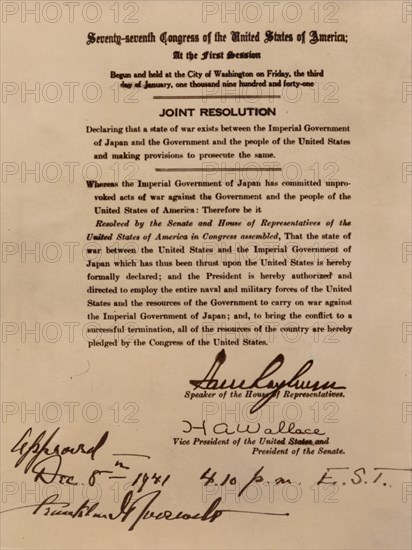 Seventy-seventh Congress of the United States of America;
At the First Session
Begun and held at the City of Washington on Friday, the third
day of January, one thousand nine hundred and forty-one
JOINT RESOLUTION
Declaring that a state of war exists between the Imperial Government
of Japan and the Government and the people of the United States
and making provisions to prosecute the same.
Whereas the Imperial Government of Japan has committed unpro-
voked acts of war against the Government and the people of the
United States of America: Therefore be it
Resolved by the Senate and House of Representatives of the
United States of America in Congress assembled, That the state of
war between the United States and the Imperial Government of
Japan which has thus been thrust upon the United States is hereby
formally declared; and the President is hereby authorized and
directed to employ the entire naval and military forces of the United
States and the resources of the Government to carry on war against
the Imperial Government of Japan; and, to bring the conflict to a
successful termination, all of the resources of the country are hereby
pledged by the Congress of the United States.
Sam Rayburn
Speaker of the House of Representatives.
H A Wallace
Vice President of the United States and
President of the Senate.
Approved
Dec. 8th 1941 4.10 p.m. E.S.T.
Franklin D Roosevelt
PHOTO 12